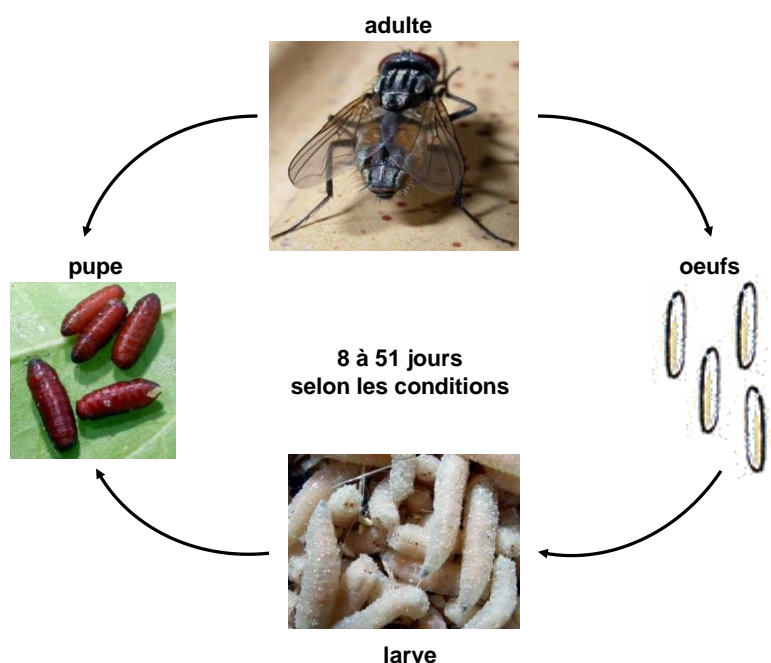 adulte
pupe
oeufs
8 à 51 jours
selon les conditions
larve